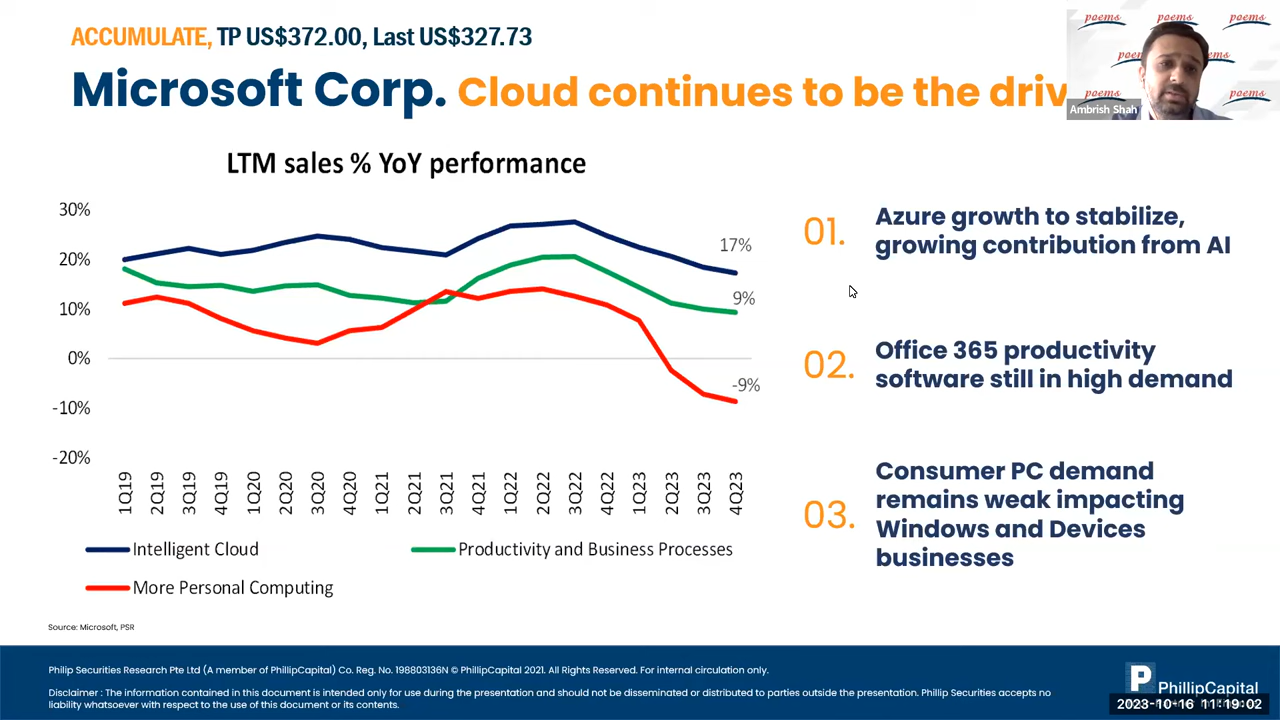 ACCUMULATE, TP US$372.00, Last US$327.73
Microsoft Corp. Cloud continues to be the driv
poems poems poems
poem
poems
poems
Ambrish Shah
LTM sales % YoY performance
30%
20%
10%
0%
-10%
-20%
17%
9%
-9%
1Q19 2Q19 3Q19 4Q19 1Q20 2Q20 3Q20 4Q20 1Q21 2Q21 3Q21 4Q21 1Q22 2Q22 3Q22 4Q22 1Q23 2Q23 3Q23 4Q23
Intelligent Cloud
Productivity and Business Processes
More Personal Computing
01. Azure growth to stabilize,
growing contribution from AI
02. Office 365 productivity
software still in high demand
03. Consumer PC demand
remains weak impacting
Windows and Devices
businesses
Source: Microsoft, PSR
Philip Securities Research Pte Ltd (A member of PhillipCapital) Co. Reg. No. 198803136N © PhillipCapital 2021. All Rights Reserved. For internal circulation only.
Disclaimer : The information contained in this document is intended only for use during the presentation and should not be disseminated or distributed to parties outside the presentation. Phillip Securities accepts no
liability whatsoever with respect to the use of this document or its contents.
P PhillipCapital
2023-10-16 11:19:02